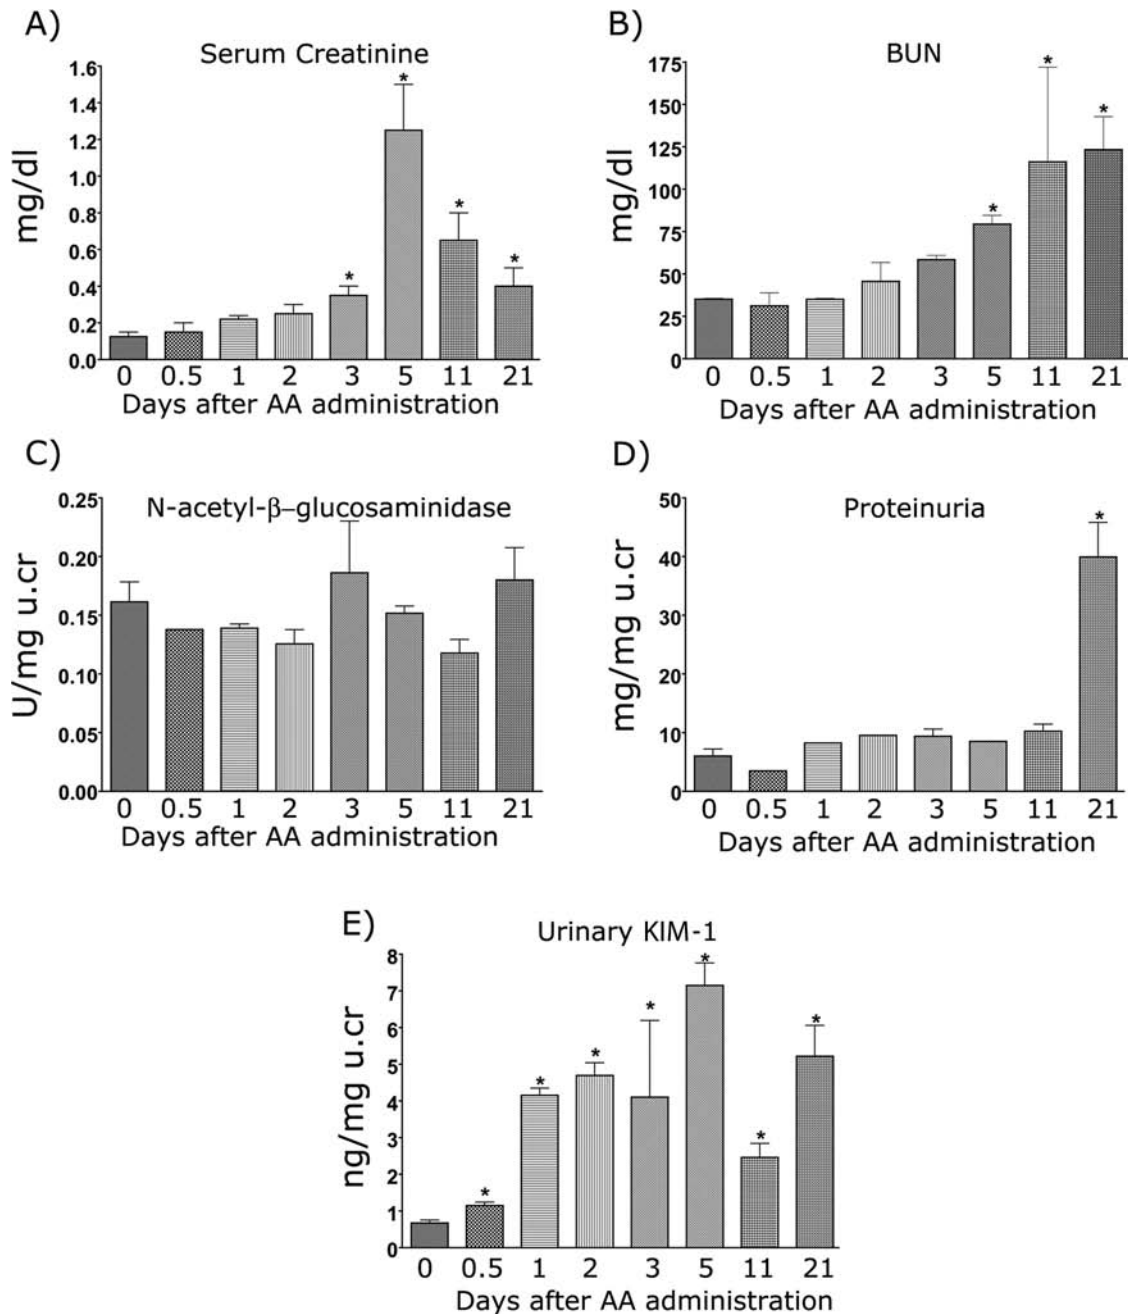 A)
Serum Creatinine
mg/dl
1.6
1.4
1.2
1.0
0.8
0.6
0.4
0.2
0.0
* * * *
0 0.5 1 2 3 5 11 21
Days after AA administration
B)
BUN
mg/dl
175
150
125
100
75
50
25
* * *
0 0.5 1 2 3 5 11 21
Days after AA administration
C)
N-acetyl-β–glucosaminidase
U/mg u.cr
0.25
0.20
0.15
0.10
0.05
0.00
0 0.5 1 2 3 5 11 21
Days after AA administration
D)
Proteinuria
mg/mg u.cr
50
40
30
20
10
0
*
0 0.5 1 2 3 5 11 21
Days after AA administration
E)
Urinary KIM-1
ng/mg u.cr
8
7
6
5
4
3
2
1
0
* * * * * * *
0 0.5 1 2 3 5 11 21
Days after AA administration